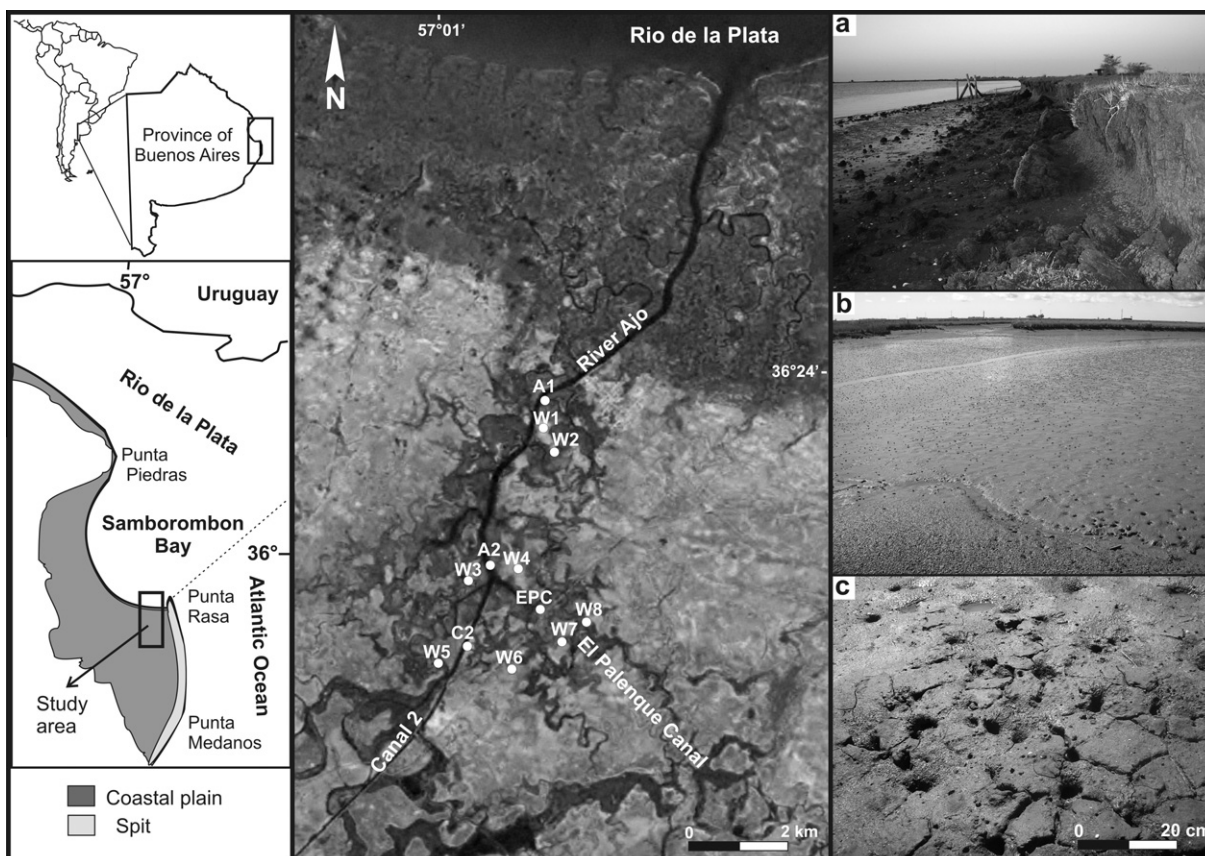 Province of
Buenos Aires
57°
Uruguay
Rio de la Plata
Punta
Piedras
Samborombon
Bay
36°
Punta
Rasa
Atlantic Ocean
Study
area
Punta
Medanos
Coastal plain
Spit
57°01'
Rio de la Plata
N
River Ajo
36°24'
A1
W1
W2
A2
W4
W3
EPC
W8
W7
C2
W5
W6
El Palenque Canal
Canal 2
0 2 km
a
b
c
0 20 cm